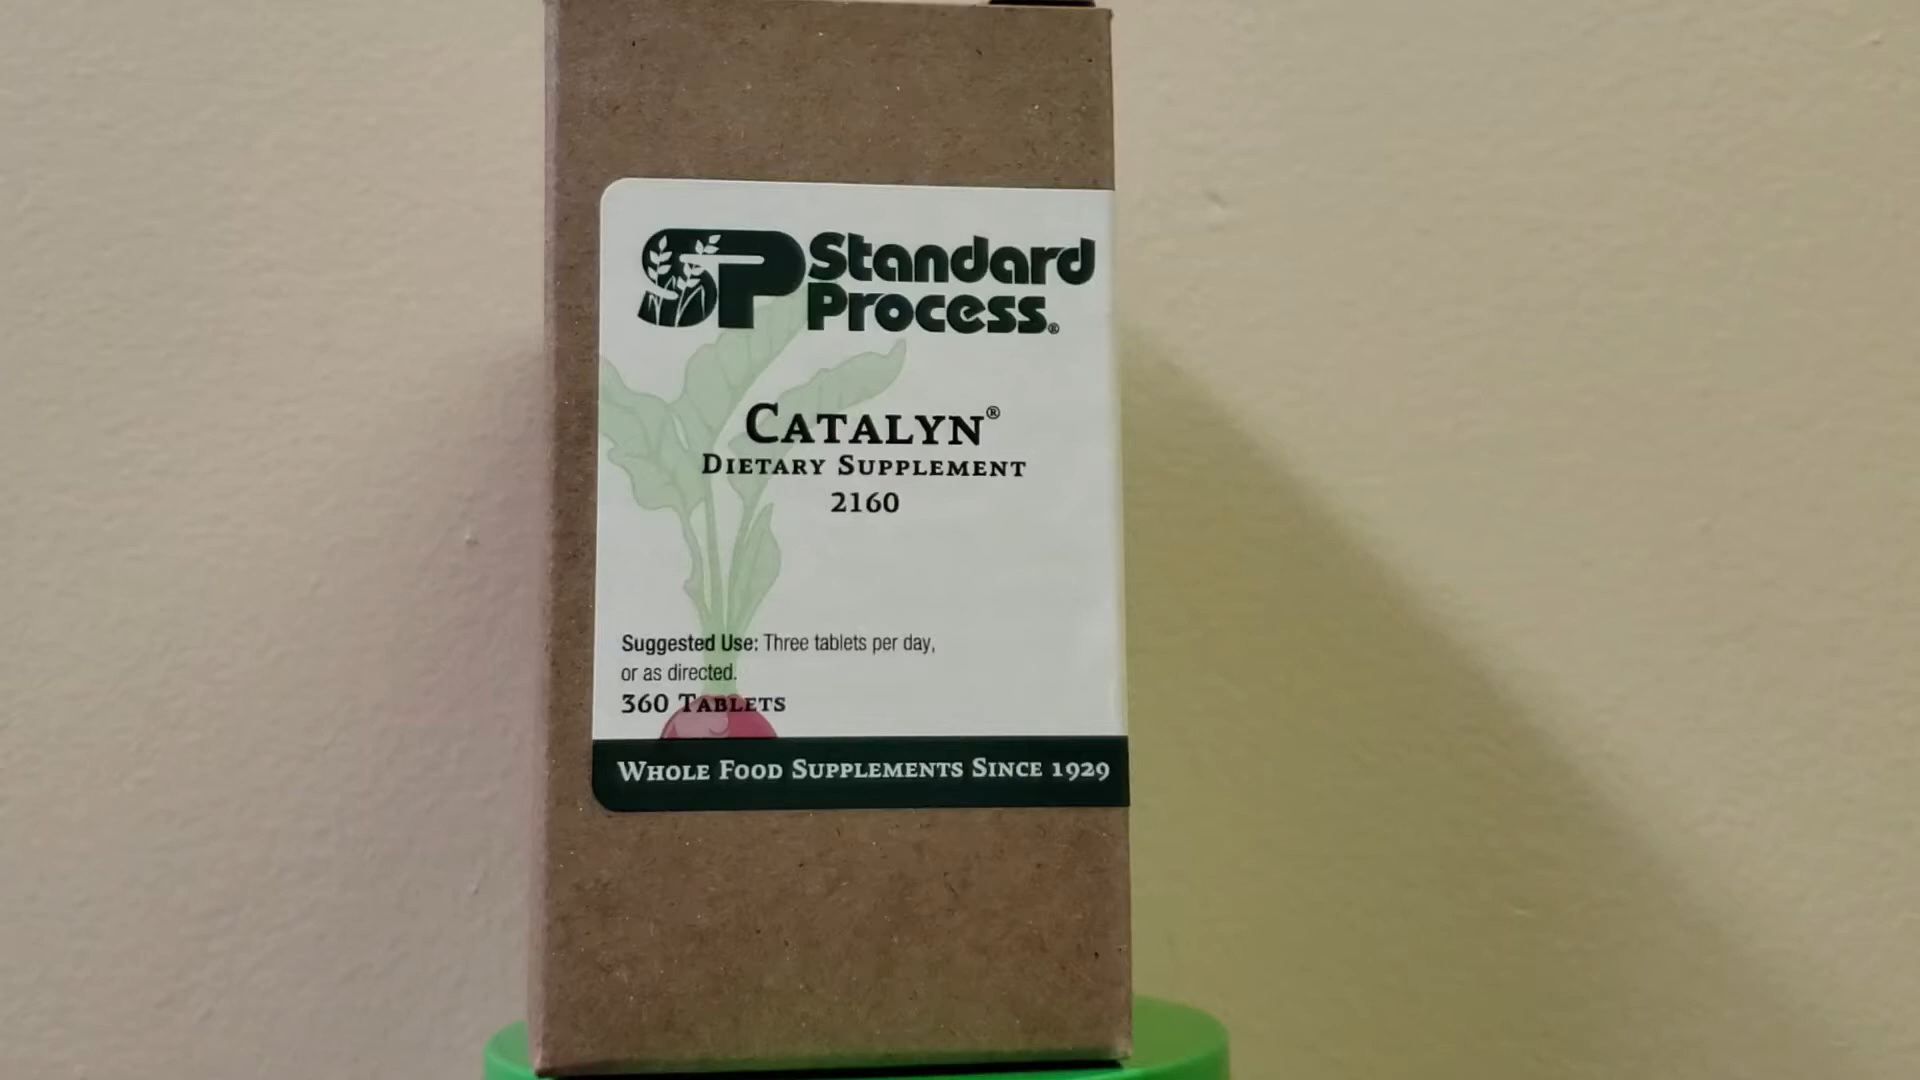 SP Standard
Process®
CATALYN®
DIETARY SUPPLEMENT
2160
Suggested Use: Three tablets per day,
or as directed.
360 TABLETS
WHOLE FOOD SUPPLEMENTS SINCE 1929